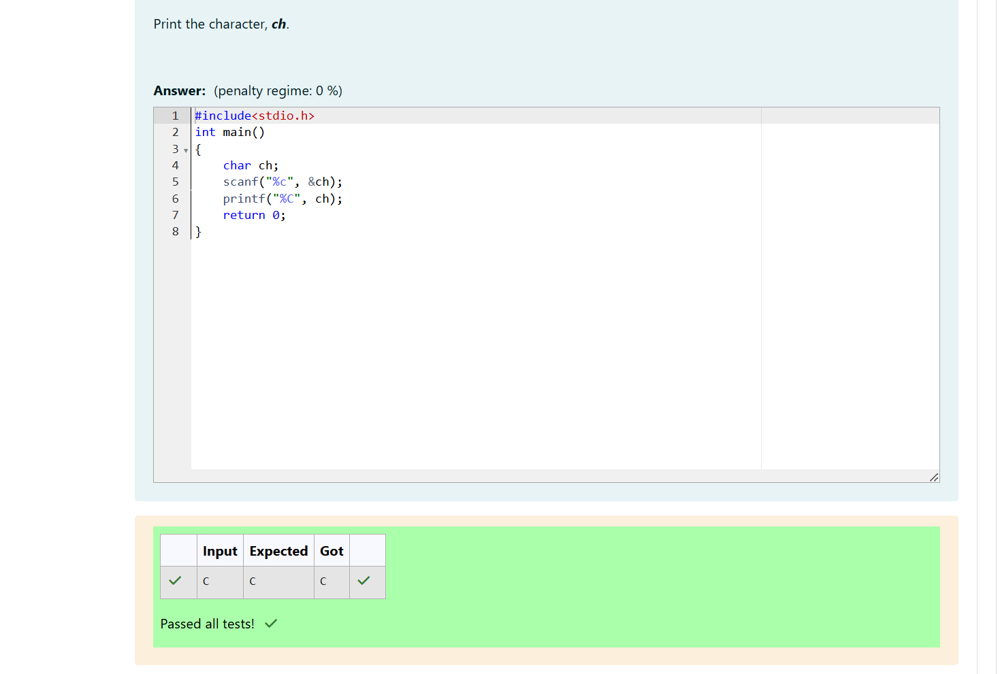 Print the character, ch.
Answer: (penalty regime: 0 %)
1 #include<stdio.h>
2 int main()
3 {
4 char ch;
5 scanf("%c", &ch);
6 printf("%C", ch);
7 return 0;
8 }
Input Expected Got
C C C
Passed all tests!